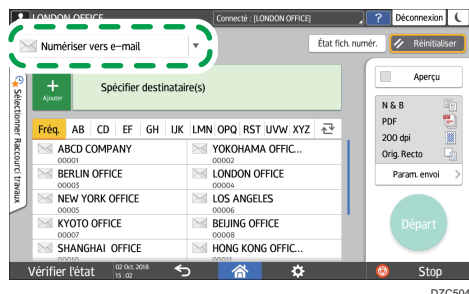 LONDON OFFICE
Connecté : [LONDON OFFICE]
?
Déconnexion
Numériser vers e-mail
État fich. numér.
Réinitialiser
Sélectionner Raccourci travaux
+
Ajouter
Spécifier destinataire(s)
Aperçu
N & B
PDF
200 dpi
Orig. Recto
Param. envoi
Départ
Fréq. AB CD EF GH IJK LMN OPQ RST UVW XYZ
ABCD COMPANY
00001
YOKOHAMA OFFIC...
00002
BERLIN OFFICE
00003
LONDON OFFICE
00004
NEW YORK OFFICE
00005
LOS ANGELES
00006
KYOTO OFFICE
00007
BEIJING OFFICE
00008
SHANGHAI OFFICE
00010
HONG KONG OFFIC...
00011
Vérifier l'état
02 Oct. 2018
15 : 02
Stop
DZC504